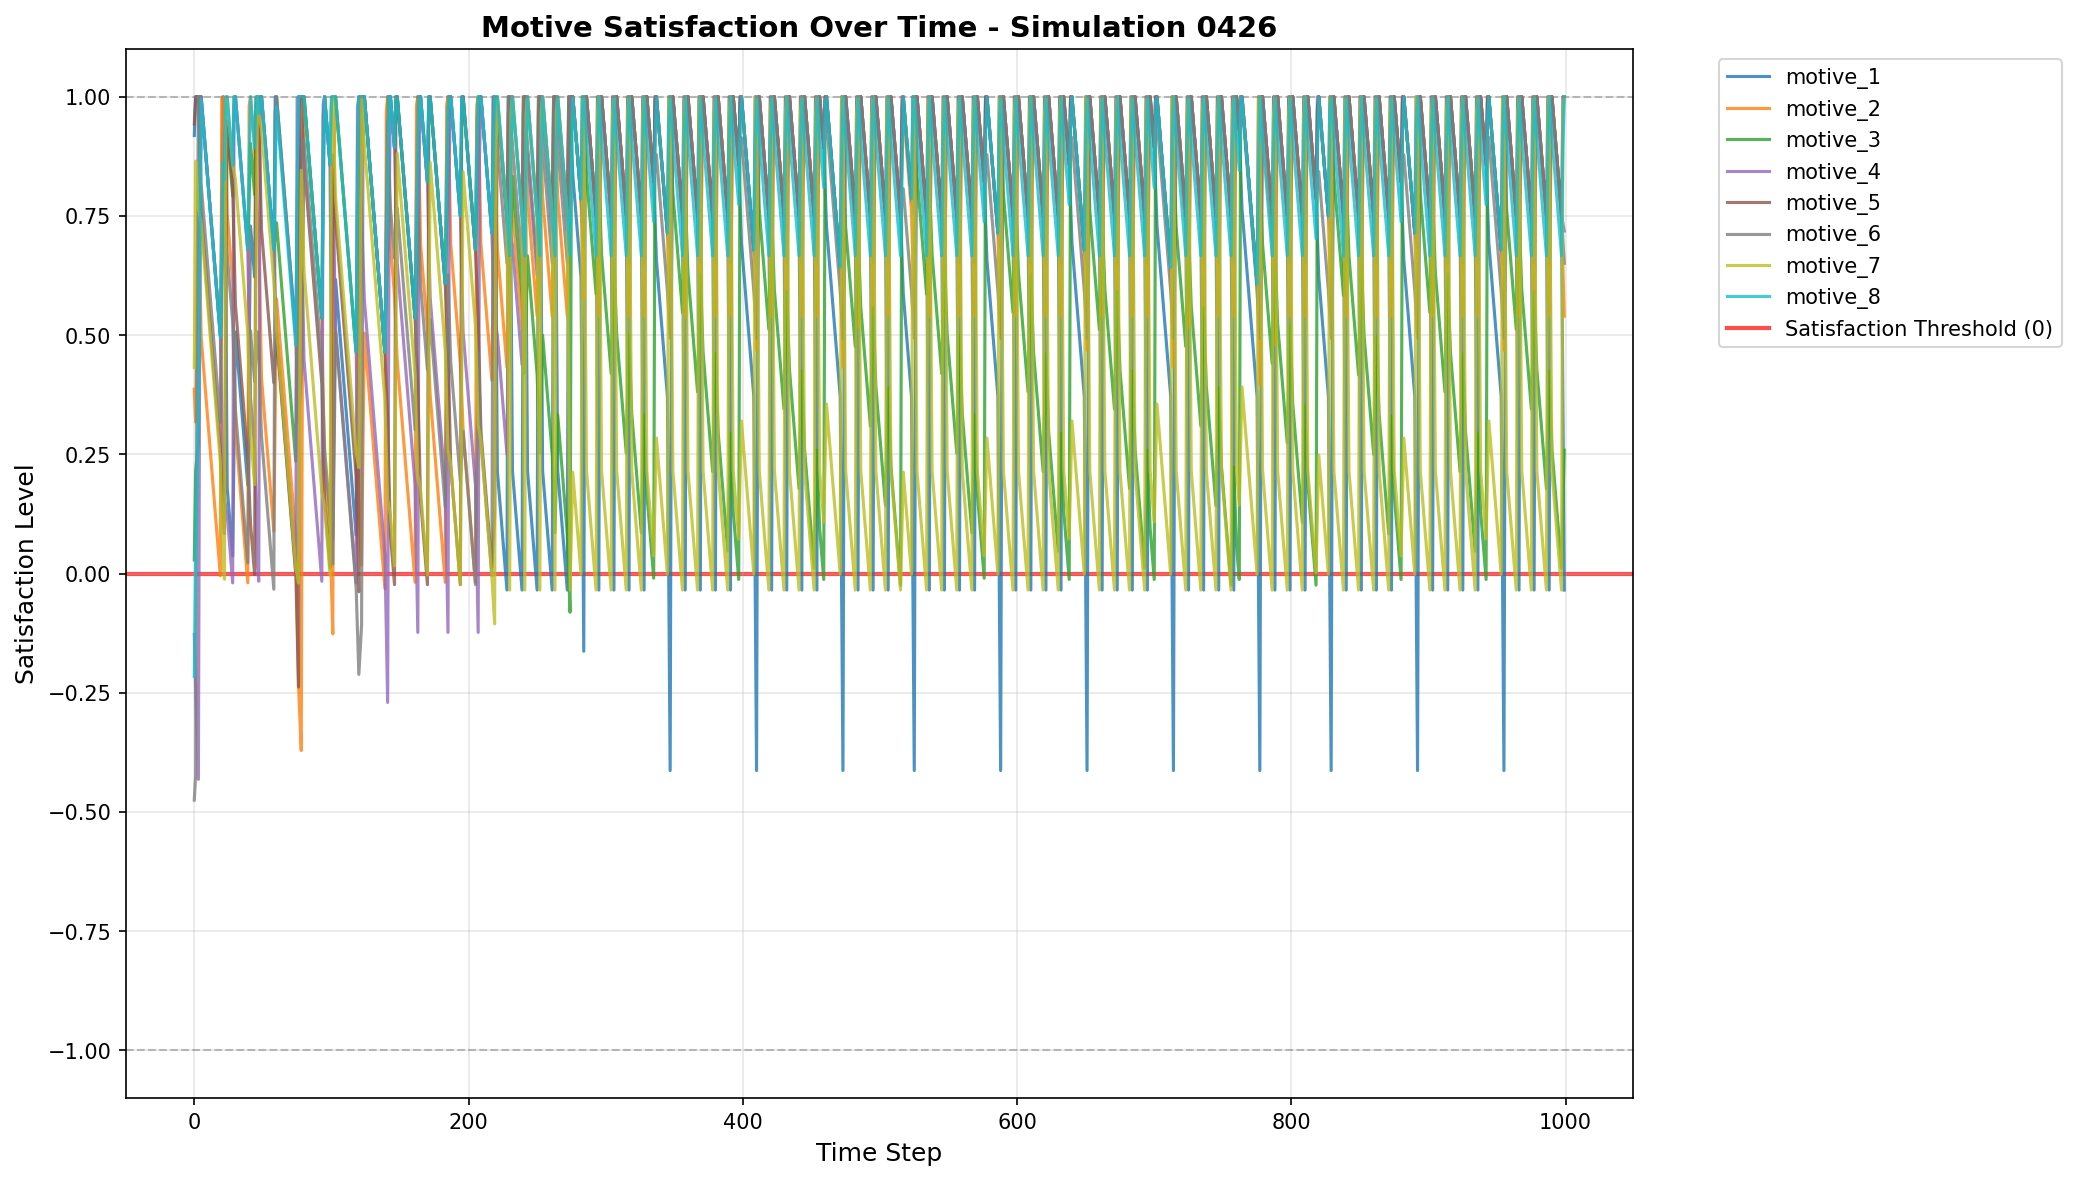 Motive Satisfaction Over Time - Simulation 0426
Satisfaction Level
1.00
0.75
0.50
0.25
0.00
−0.25
−0.50
−0.75
−1.00
0
200
400
600
800
1000
Time Step
motive_1
motive_2
motive_3
motive_4
motive_5
motive_6
motive_7
motive_8
Satisfaction Threshold (0)